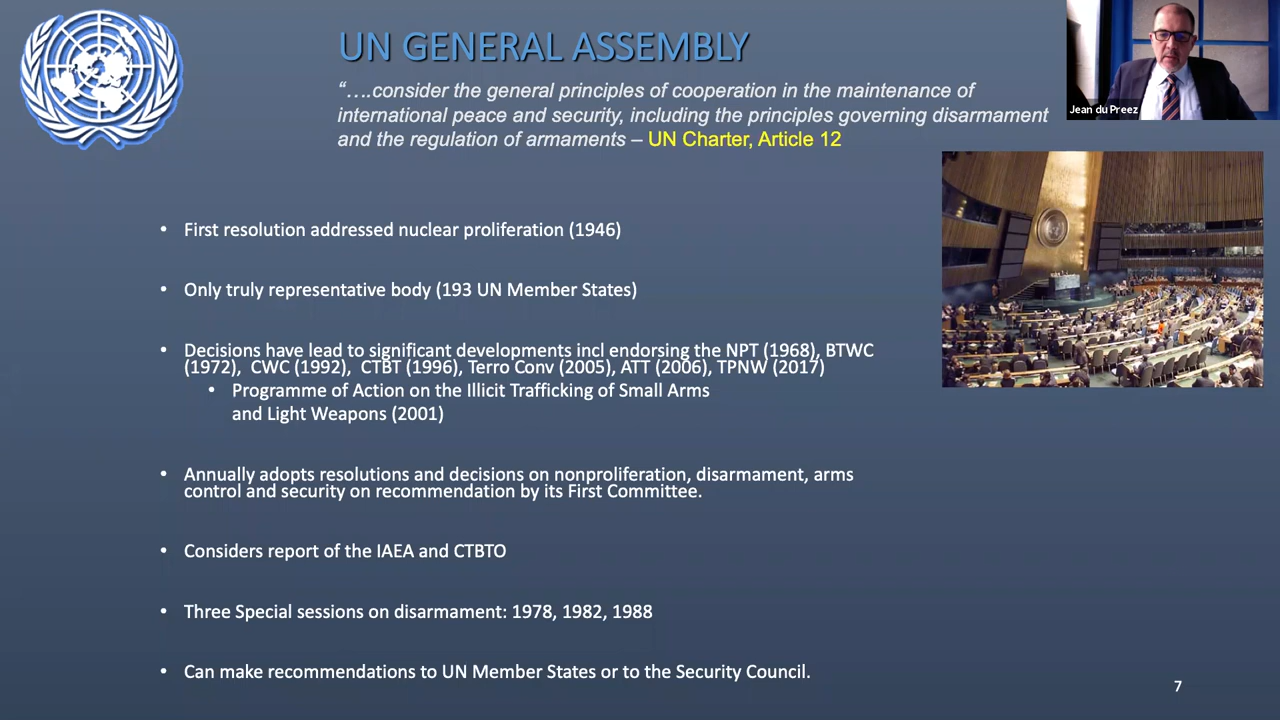 UN GENERAL ASSEMBLY
“….consider the general principles of cooperation in the maintenance of
international peace and security, including the principles governing disarmament
and the regulation of armaments – UN Charter, Article 12
Jean du Preez
• First resolution addressed nuclear proliferation (1946)
• Only truly representative body (193 UN Member States)
• Decisions have lead to significant developments incl endorsing the NPT (1968), BTWC
(1972), CWC (1992), CTBT (1996), Terro Conv (2005), ATT (2006), TPNW (2017)
• Programme of Action on the Illicit Trafficking of Small Arms
and Light Weapons (2001)
• Annually adopts resolutions and decisions on nonproliferation, disarmament, arms
control and security on recommendation by its First Committee.
• Considers report of the IAEA and CTBTO
• Three Special sessions on disarmament: 1978, 1982, 1988
• Can make recommendations to UN Member States or to the Security Council.
7